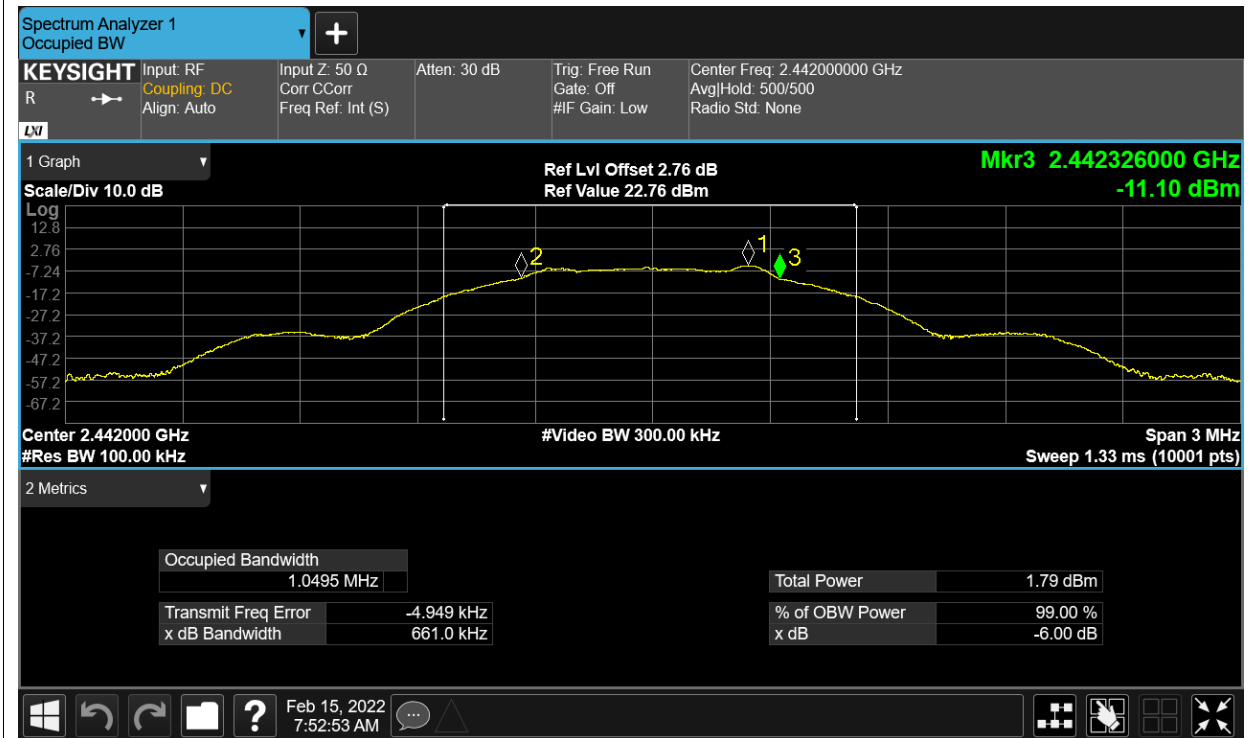 Spectrum Analyzer 1
Occupied BW
KEYSIGHT
R
LXI
Input: RF
Coupling: DC
Align: Auto
Input Z: 50 Ω
Corr CCorr
Freq Ref: Int (S)
Atten: 30 dB
Trig: Free Run
Gate: Off
#IF Gain: Low
Center Freq: 2.442000000 GHz
Avg|Hold: 500/500
Radio Std: None
1 Graph
Scale/Div 10.0 dB
Ref Lvl Offset 2.76 dB
Ref Value 22.76 dBm
Mkr3 2.442326000 GHz
-11.10 dBm
Log
12.8
2.76
-7.24
-17.2
-27.2
-37.2
-47.2
-57.2
-67.2
2
1
3
Center 2.442000 GHz
#Video BW 300.00 kHz
Span 3 MHz
#Res BW 100.00 kHz
Sweep 1.33 ms (10001 pts)
2 Metrics
Occupied Bandwidth
1.0495 MHz
Total Power 1.79 dBm
Transmit Freq Error -4.949 kHz
% of OBW Power 99.00 %
x dB Bandwidth 661.0 kHz
x dB -6.00 dB
?
Feb 15, 2022
7:52:53 AM